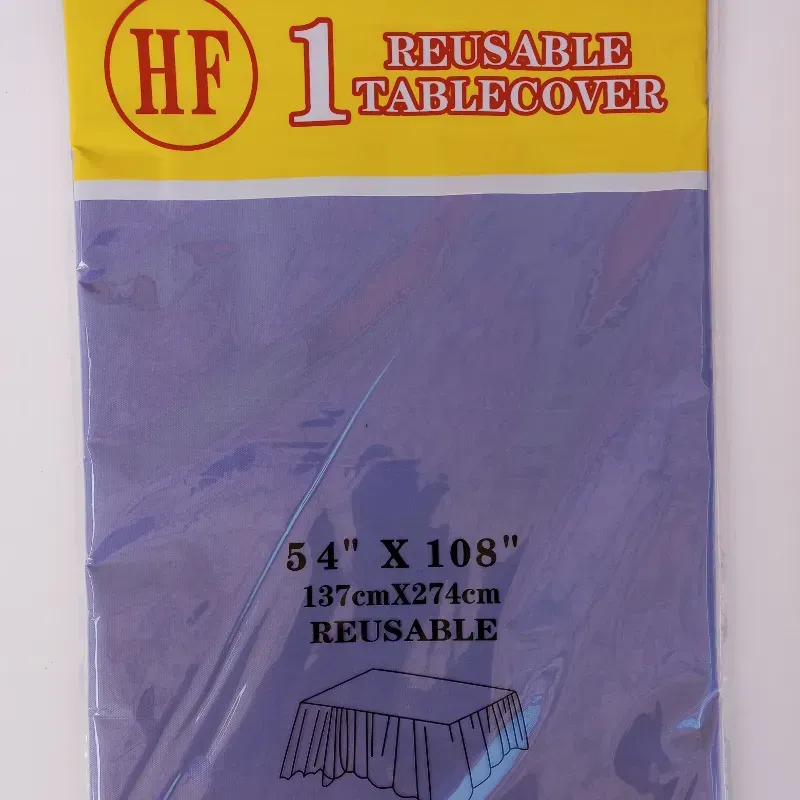 HF
1 REUSABLE
TABLECOVER
54" X 108"
137cmX274cm
REUSABLE